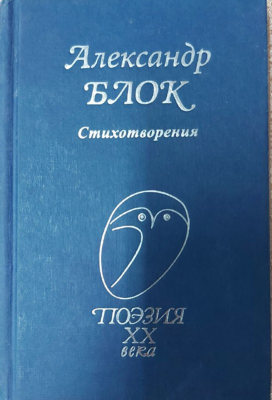 Александр
БЛОК
Стихотворения
ПОЭЗИЯ
XX
века